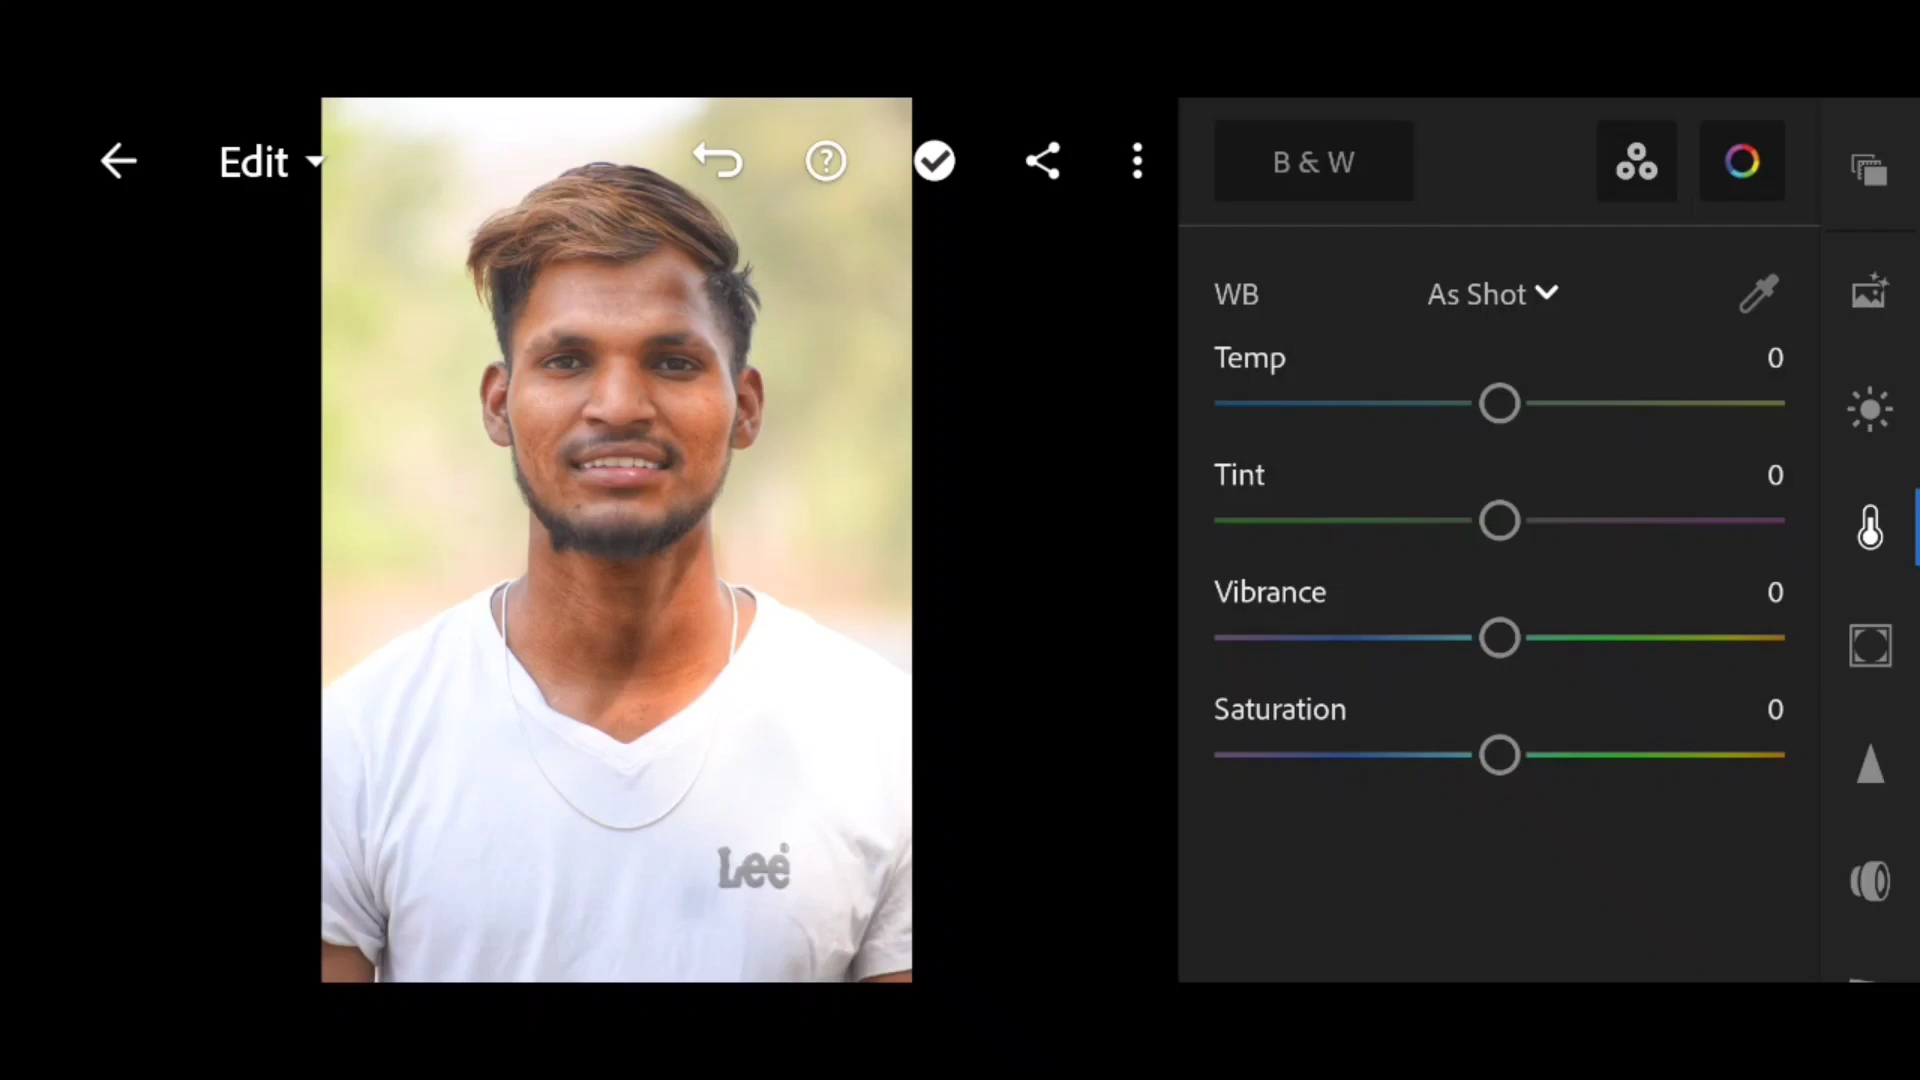 Edit
B & W
WB
As Shot
Temp
0
Tint
0
Vibrance
0
Saturation
0
Lee